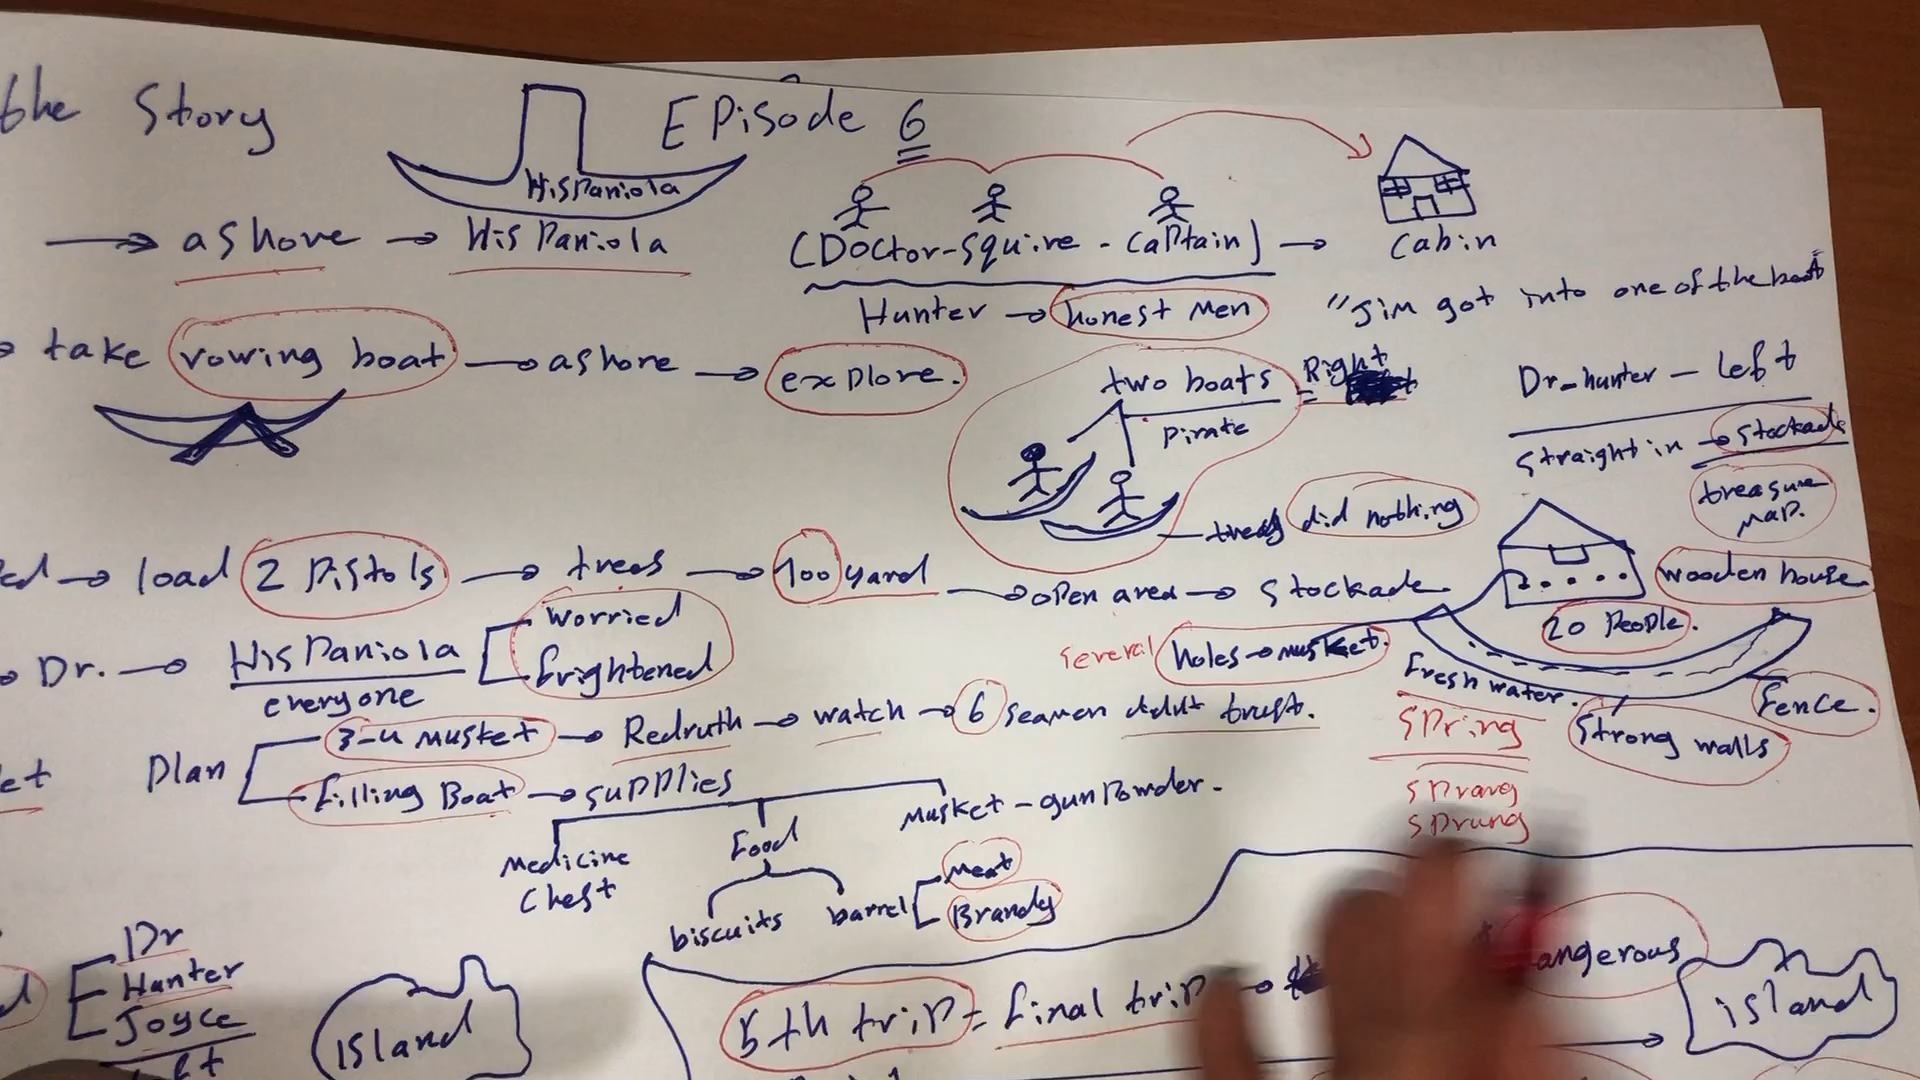 the Story
EPisode 6
HisPaniola
→ ashore → HisPaniola
(Doctor-squire - CaPtain) → Cabin
Hunter → honest Men
"Jim got into one of the boats
take rowing boat → ashore → exPlore.
two boats = Right
Pirate
Dr-hunter - left
straight in → stockade
treasure
MaP.
did nothing
load 2 Pistols → trees → 100 yard → oPen area → stockade
wooden house
20 PeoPle.
Several holes → musket.
Dr. → HisPaniola
everyone
worried
frightened
Fresh water.
fence.
SPring
Strong walls
SPrang
SPrung
Plan
musket → Redruth → watch → 6 seamen trust.
filling Boat → suPPlies
Medicine
Chest
Food
Musket - gunPowder.
biscuits
barrel
Meat
Brandy
Dr
Hunter
Joyce
island
5th triP = final triP →
angerous
island